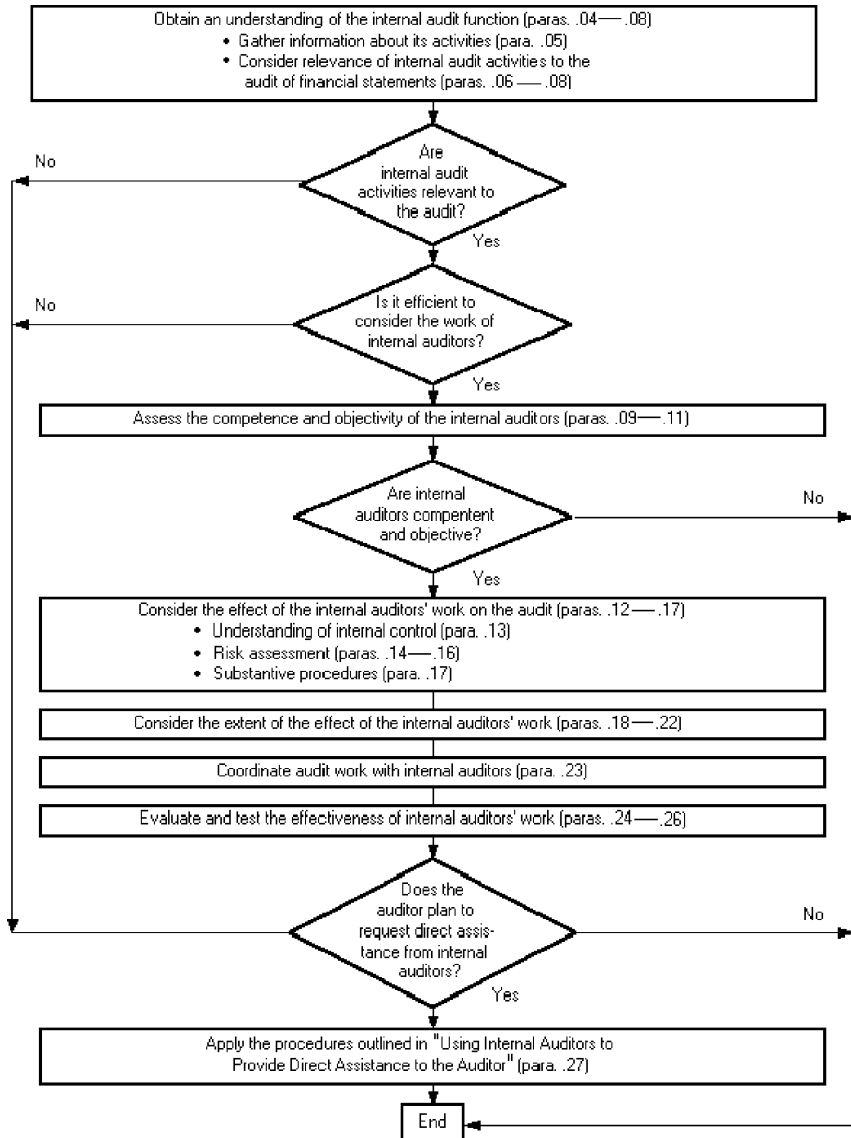 Obtain an understanding of the internal audit function (paras. .04—.08)
• Gather information about its activities (para. .05)
• Consider relevance of internal audit activities to the
audit of financial statements (paras. .06—.08)
Are
internal audit
activities relevant to
the audit?
No
Yes
Is it efficient to
consider the work of
internal auditors?
No
Yes
Assess the competence and objectivity of the internal auditors (paras. .09—.11)
Are internal
auditors compentent
and objective?
No
Yes
Consider the effect of the internal auditors' work on the audit (paras. .12—.17)
• Understanding of internal control (para. .13)
• Risk assessment (paras. .14—.16)
• Substantive procedures (para. .17)
Consider the extent of the effect of the internal auditors' work (paras. .18—.22)
Coordinate audit work with internal auditors (para. .23)
Evaluate and test the effectiveness of internal auditors' work (paras. .24—.26)
Does the
auditor plan to
request direct assis-
tance from internal
auditors?
No
Yes
Apply the procedures outlined in "Using Internal Auditors to
Provide Direct Assistance to the Auditor" (para. .27)
End